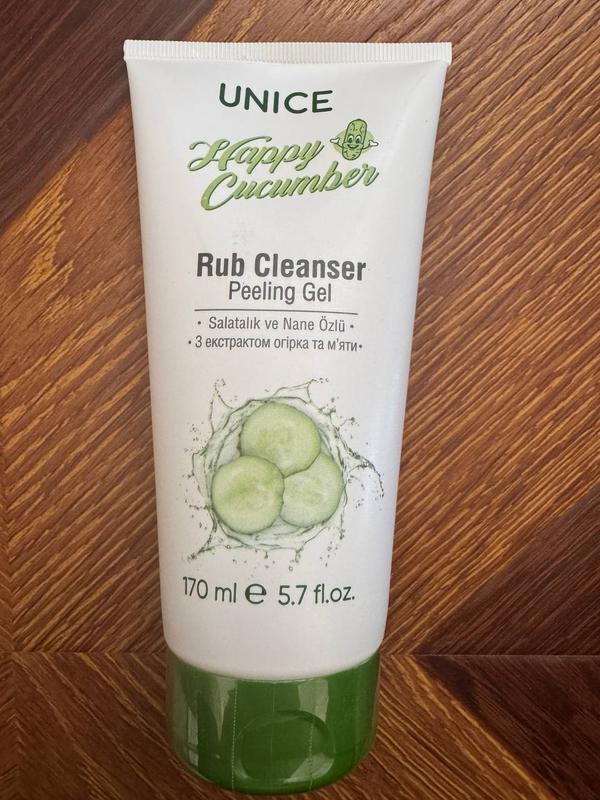 UNICE
Happy
Cucumber
Rub Cleanser
Peeling Gel
• Salatalık ve Nane Özlü •
• З екстрактом огірка та м'яти •
170 ml e 5.7 fl.oz.